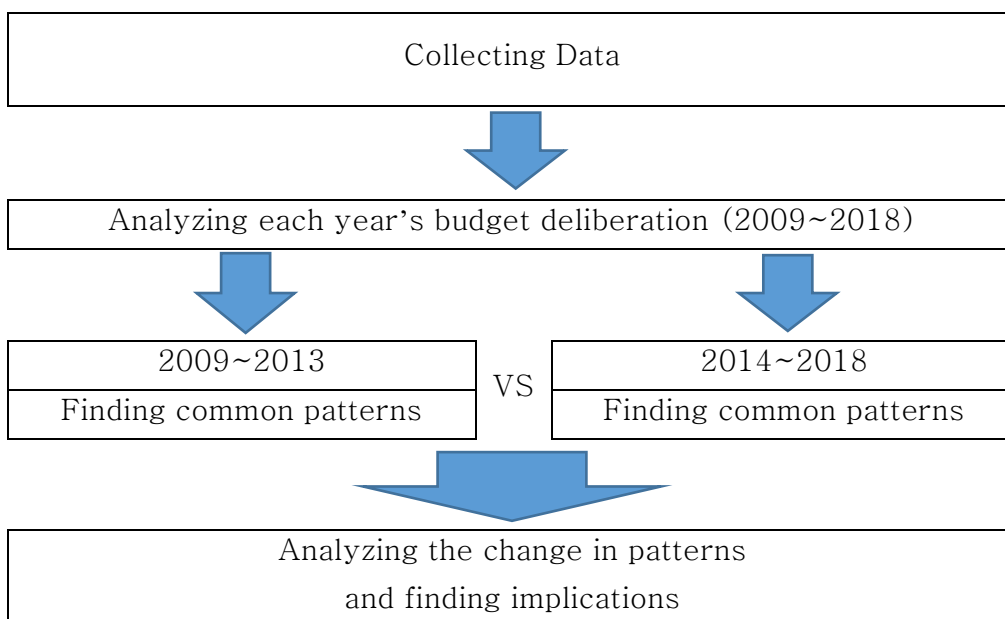 Collecting Data
Analyzing each year’s budget deliberation (2009~2018)
2009~2013
Finding common patterns
VS
2014~2018
Finding common patterns
Analyzing the change in patterns
and finding implications